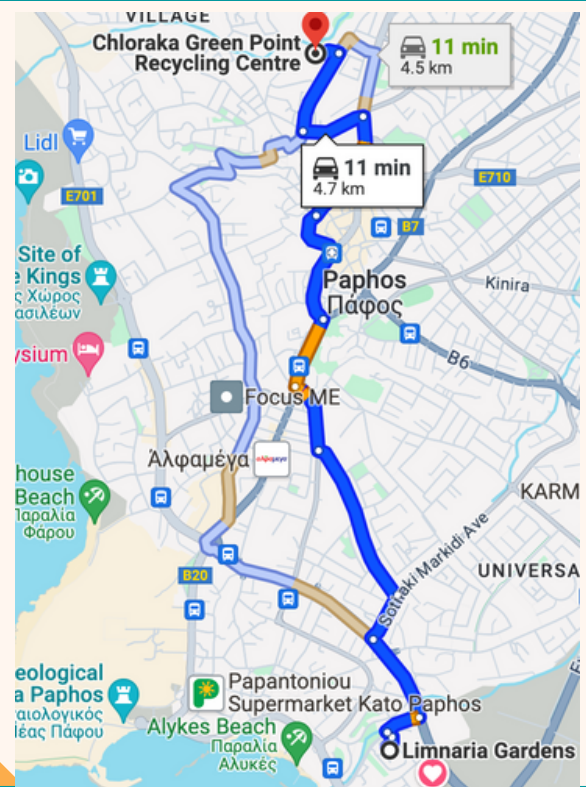 VILLAGE
Chloraka Green Point
Recycling Centre
11 min
4.5 km
Lidl
E701
11 min
4.7 km
E710
B7
Site of
e Kings
ς Χώρος
ασιλέων
Paphos
Πάφος
Kinira
ysium
B6
Focus ME
Άλφαμέγα
house
Beach
Παραλία
Φάρου
KARM
Sotiraki Markidi Ave
UNIVERSA
B20
eological
a Paphos
αιολογικός
Νέας Πάφου
Papantoniou
Supermarket Kato Paphos
Alykes Beach
Παραλία
Αλυκές
Limnaria Gardens